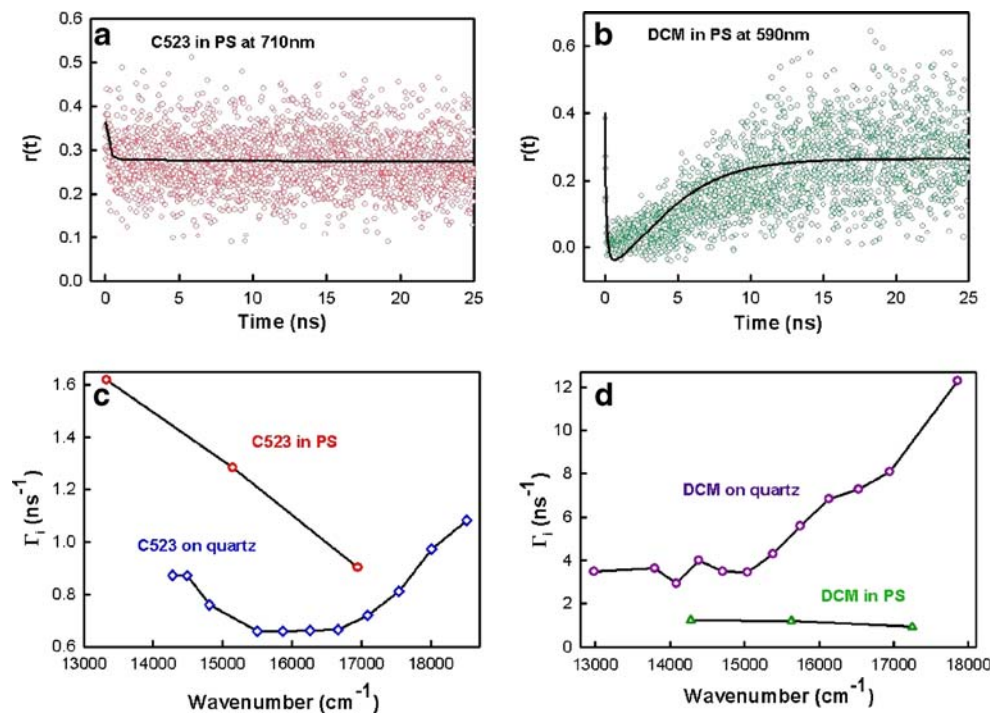 a
C523 in PS at 710nm
r(t)
0.6
0.5
0.4
0.3
0.2
0.1
0.0
0 5 10 15 20 25
Time (ns)
b
DCM in PS at 590nm
r(t)
0.6
0.4
0.2
0.0
0 5 10 15 20 25
Time (ns)
c
C523 in PS
C523 on quartz
Γi (ns-1)
1.6
1.4
1.2
1.0
0.8
0.6
13000 14000 15000 16000 17000 18000
Wavenumber (cm-1)
d
DCM on quartz
DCM in PS
Γi (ns-1)
12
10
8
6
4
2
0
13000 14000 15000 16000 17000 18000
Wavenumber (cm-1)